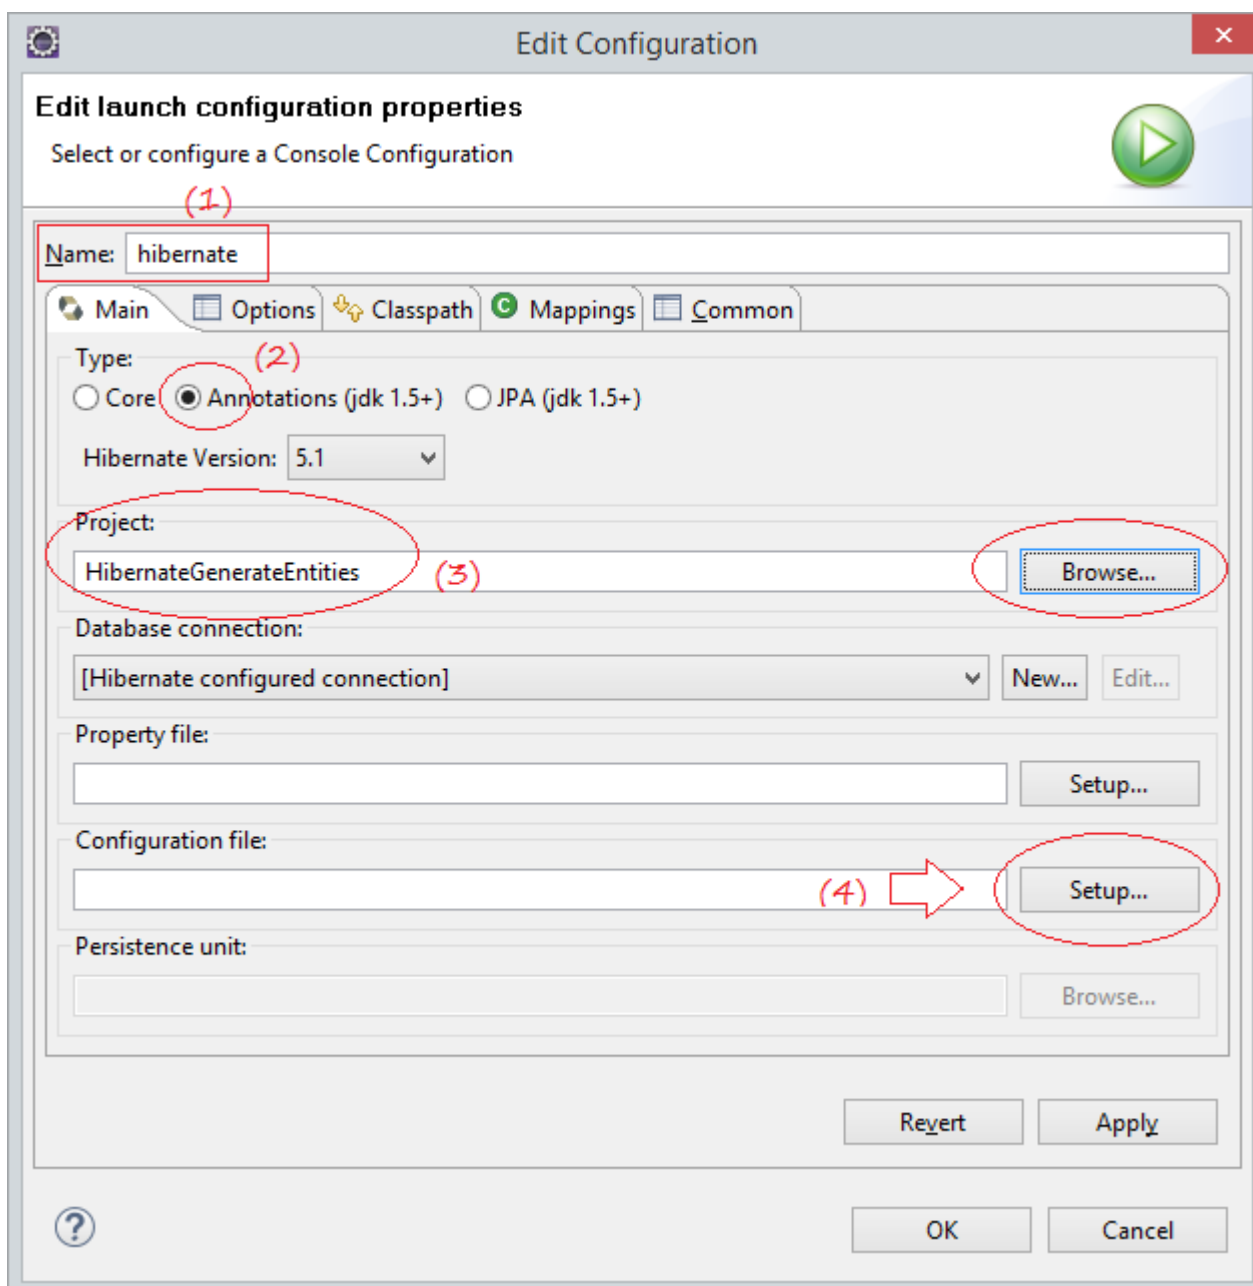 Edit Configuration
Edit launch configuration properties
Select or configure a Console Configuration
(1)
Name: hibernate
Main Options Classpath C Mappings Common
Type: (2)
Core Annotations (jdk 1.5+) JPA (jdk 1.5+)
Hibernate Version: 5.1
Project:
HibernateGenerateEntities (3) Browse...
Database connection:
[Hibernate configured connection] New... Edit...
Property file:
Setup...
Configuration file:
(4) Setup...
Persistence unit:
Browse...
Revert Apply
? OK Cancel